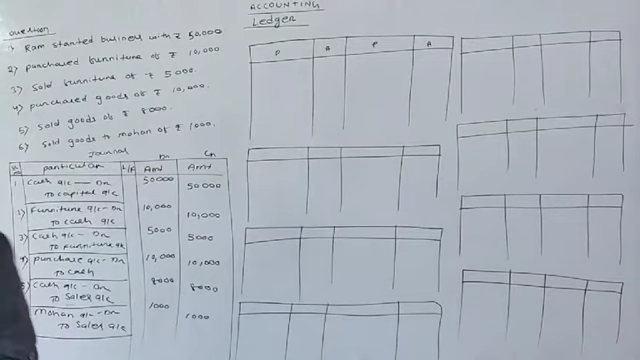 ACCOUNTING
Ledger
Question
1) Ram started business with ₹ 50,000
2) purchased furniture of ₹ 10,000.
3) Sold furniture of ₹ 5000.
4) purchased goods of ₹ 10,000.
5) Sold goods of ₹ 8000.
6) Sold goods to mohan of ₹ 1000.
Journal
particular L/F Dr Amt Cr Amt
1 Cash a/c — Dr 50000
To capital a/c 50000
Furniture a/c - Dr 10,000
To cash a/c 10,000
3) Cash a/c - Dr 5000
To furniture a/c 5000
4) purchase a/c - Dr 10,000
To cash 10,000
5) Cash a/c - Dr 8000
To Sales a/c 8000
Mohan a/c - Dr 1000
To Sales a/c 1000
P A P A